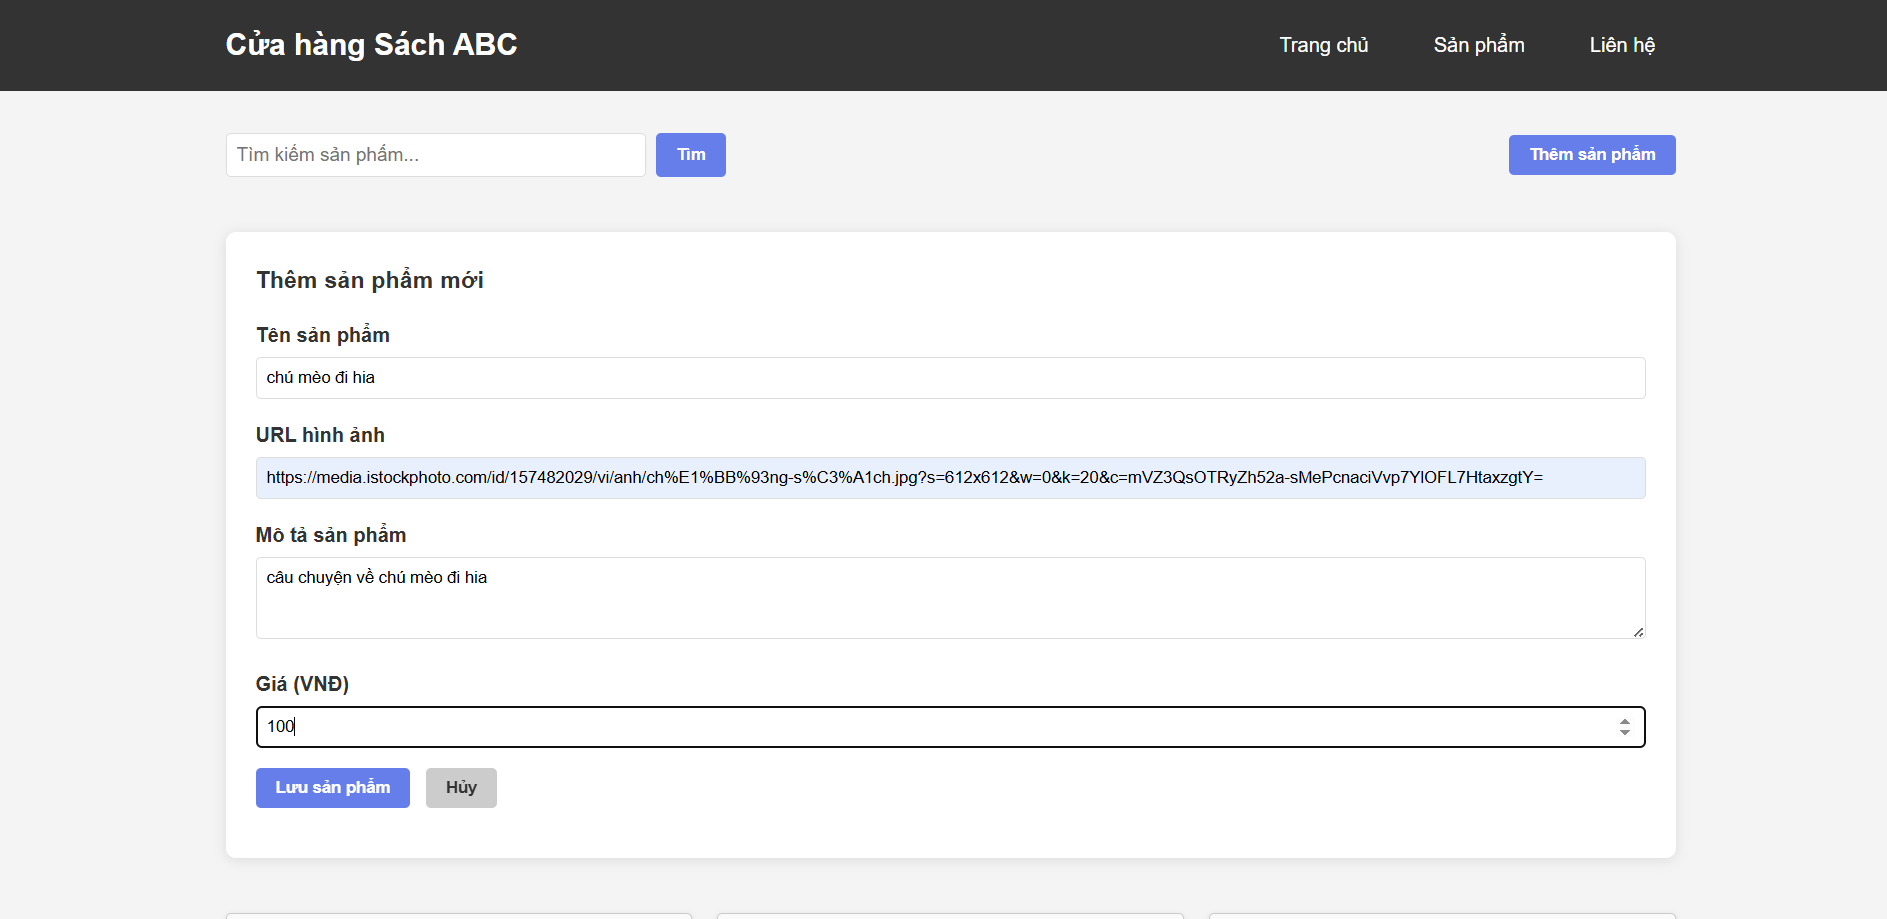 Cửa hàng Sách ABC
Trang chủ
Sản phẩm
Liên hệ
Tìm kiếm sản phẩm...
Tìm
Thêm sản phẩm
Thêm sản phẩm mới
Tên sản phẩm
chú mèo đi hia
URL hình ảnh
https://media.istockphoto.com/id/157482029/vi/anh/ch%E1%BB%93ng-s%C3%A1ch.jpg?s=612x612&w=0&k=20&c=mVZ3QsOTRyZh52a-sMePcnaciVvp7YlOFL7HtaxzgtY=
Mô tả sản phẩm
câu chuyện về chú mèo đi hia
Giá (VNĐ)
100
Lưu sản phẩm
Hủy